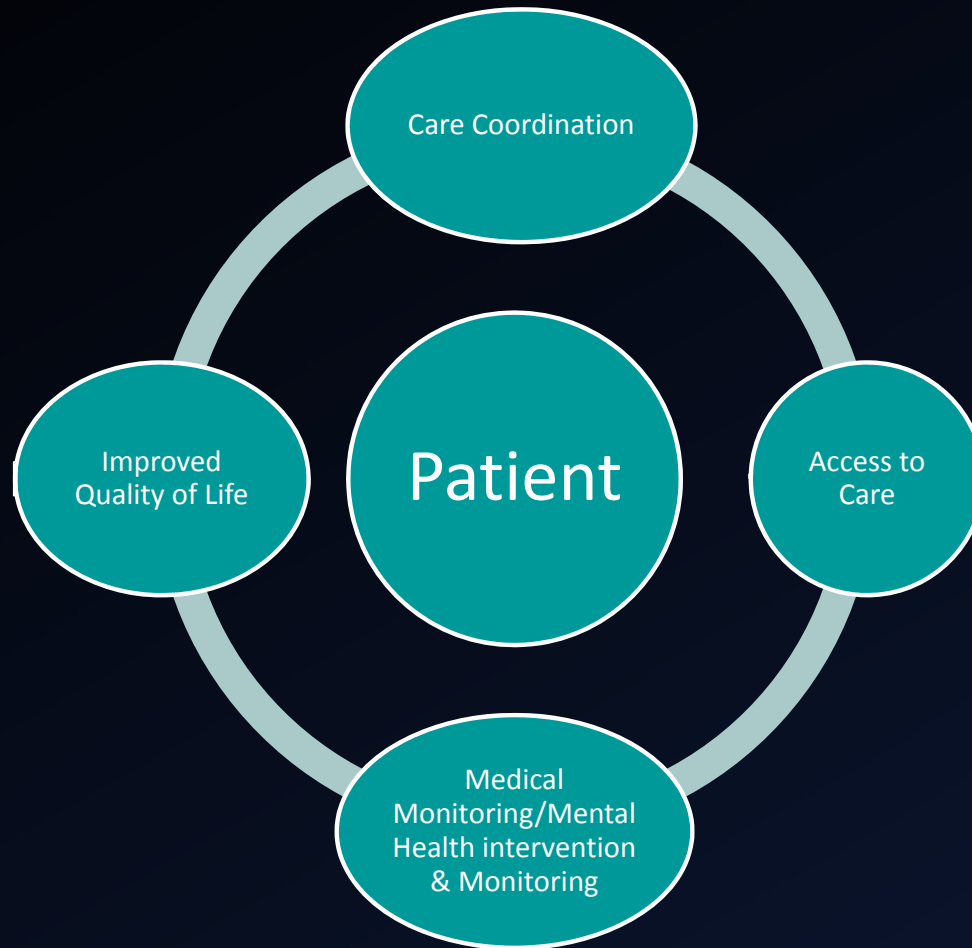 Care Coordination
Improved
Quality of Life
Patient
Access to
Care
Medical
Monitoring/Mental
Health intervention
& Monitoring